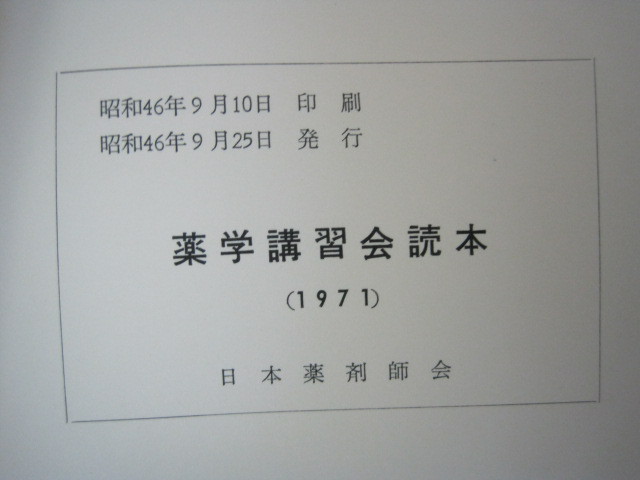 昭和46年9月10日 印刷
昭和46年9月25日 発行
薬学講習会読本
(1971)
日本薬剤師会